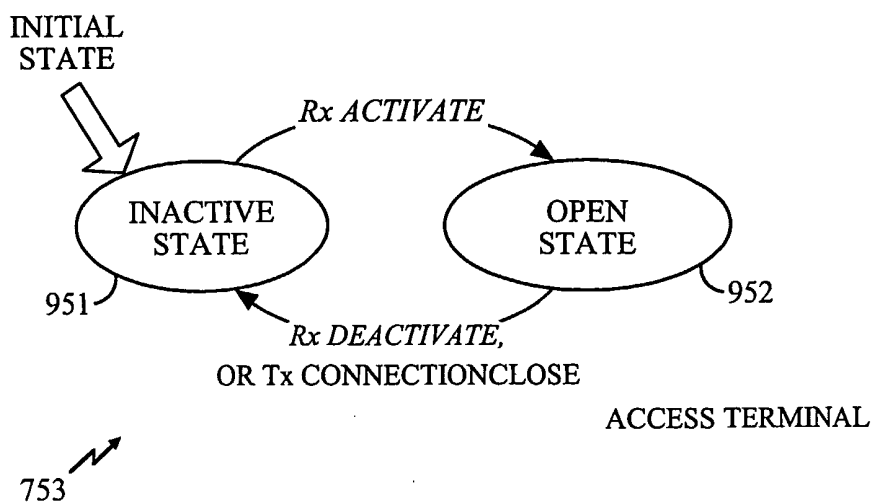 INITIAL
STATE
Rx ACTIVATE
INACTIVE
STATE
OPEN
STATE
951
952
Rx DEACTIVATE,
OR Tx CONNECTIONCLOSE
ACCESS TERMINAL
753